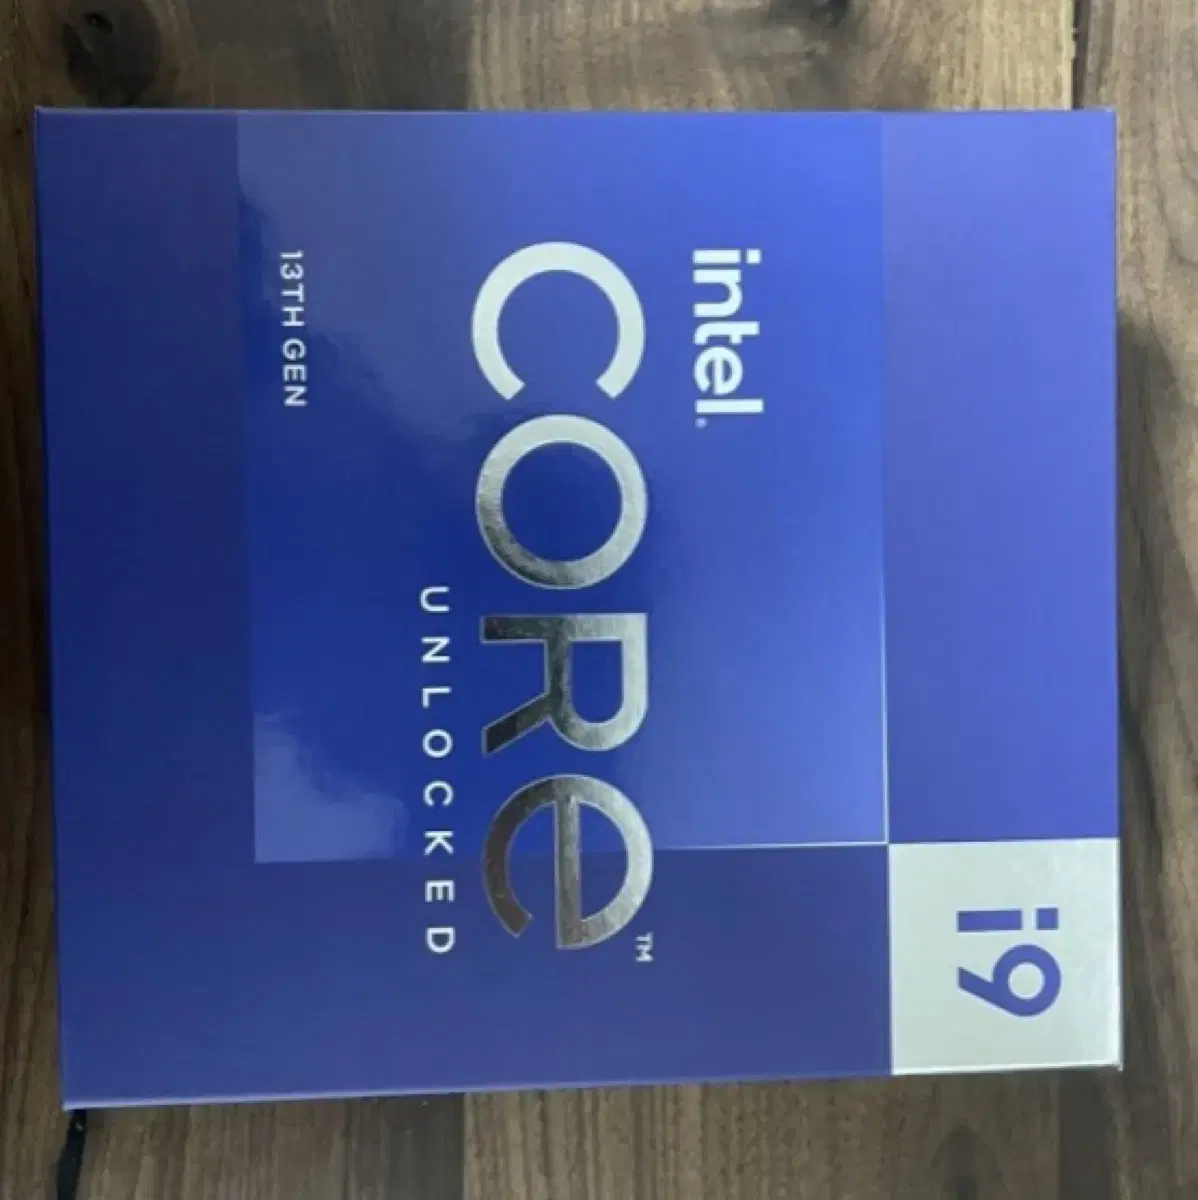 i9
intel®
CORe™
UNLOCKED
13TH GEN